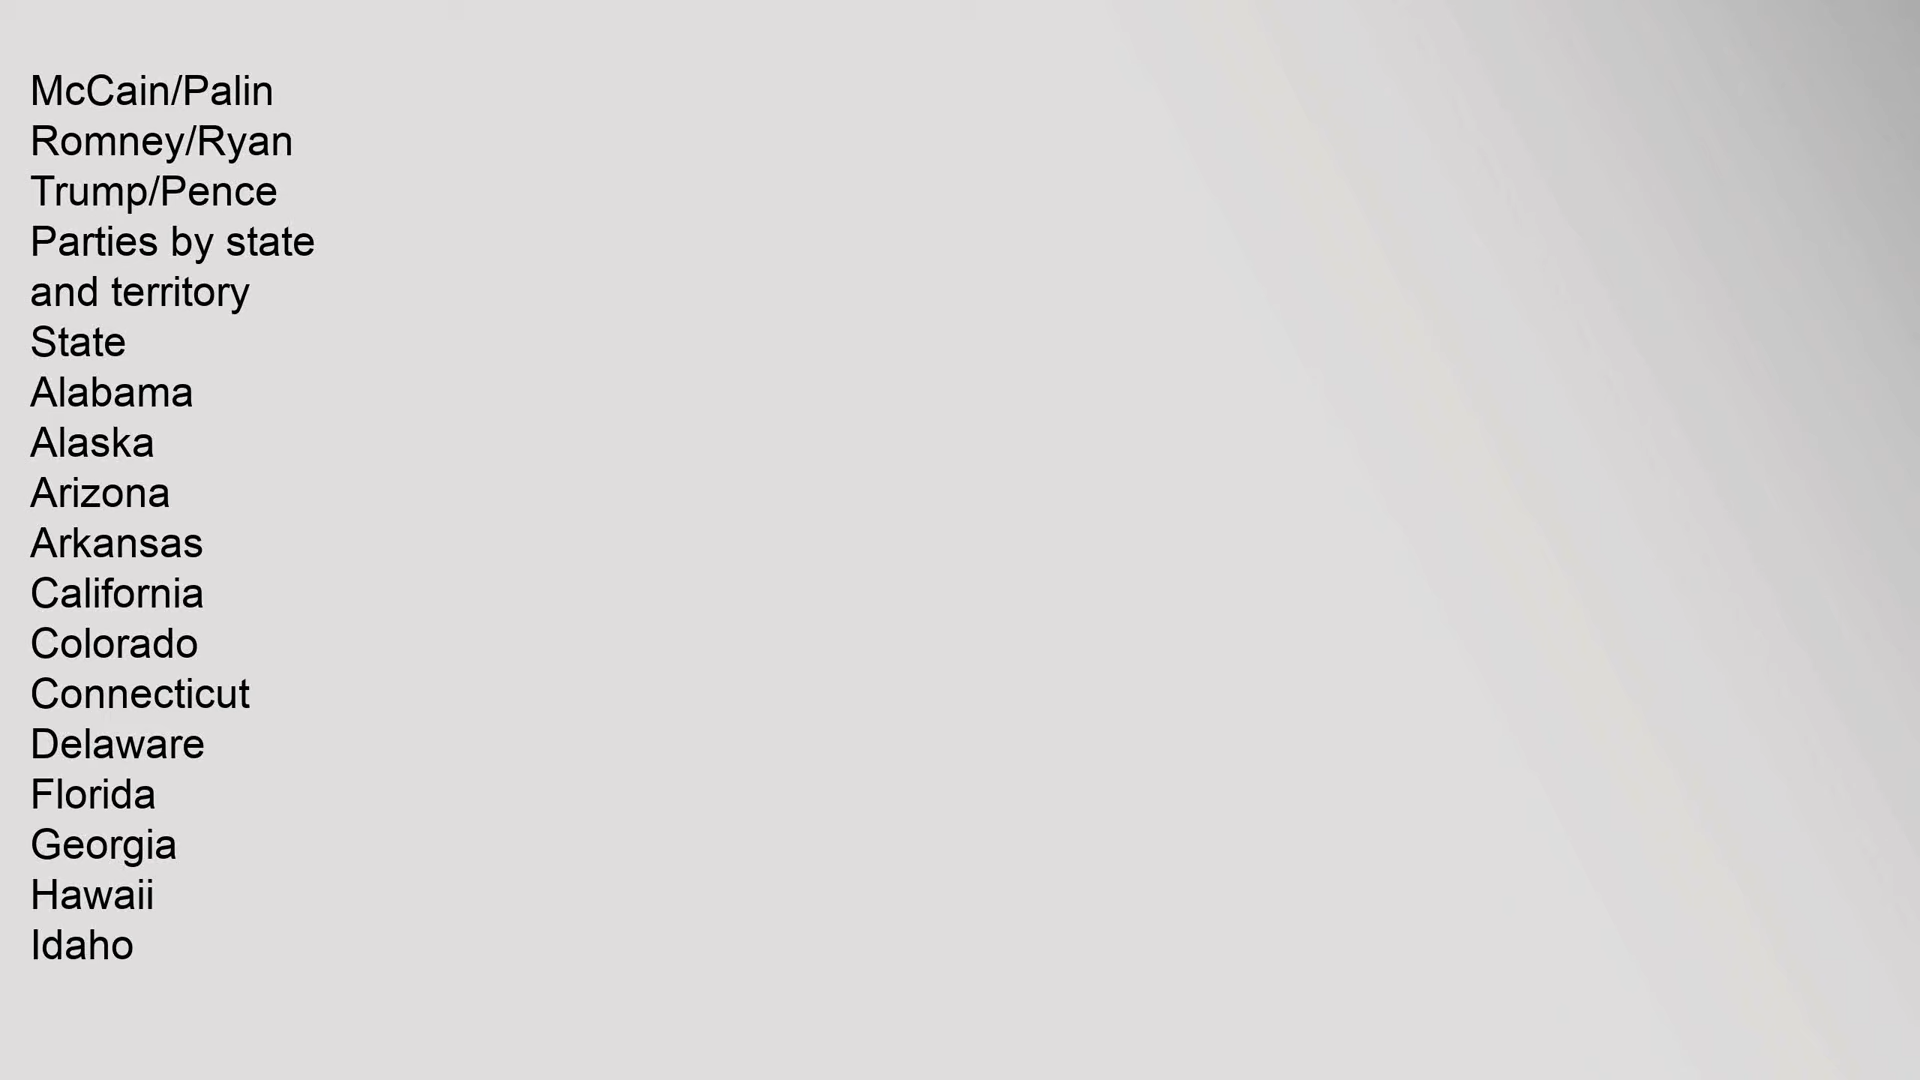 McCain/Palin
Romney/Ryan
Trump/Pence
Parties by state
and territory
State
Alabama
Alaska
Arizona
Arkansas
California
Colorado
Connecticut
Delaware
Florida
Georgia
Hawaii
Idaho